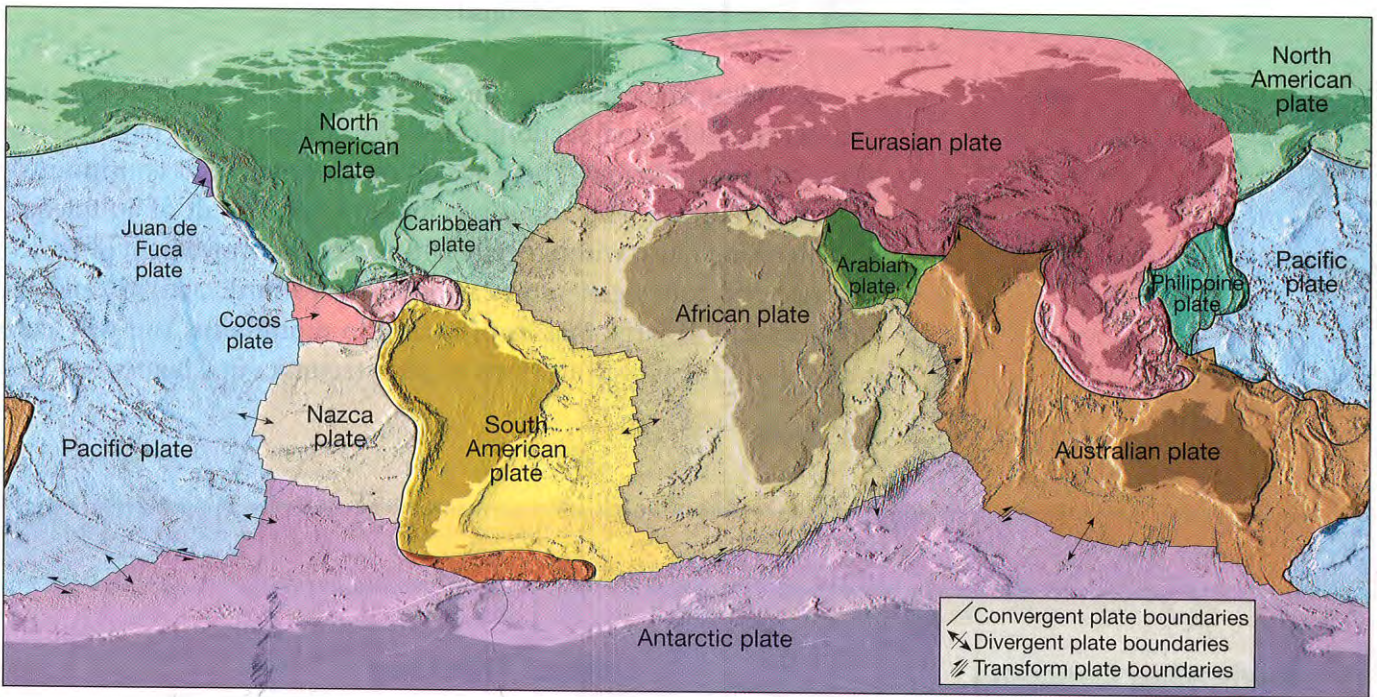 North
American
plate
North
American
plate
Eurasian plate
Juan de
Fuca
plate
Caribbean
plate
Arabian
plate
Philippine
plate
Pacific
plate
Cocos
plate
African plate
Nazca
plate
South
American
plate
Pacific plate
Australian plate
Antarctic plate
Convergent plate boundaries
Divergent plate boundaries
Transform plate boundaries